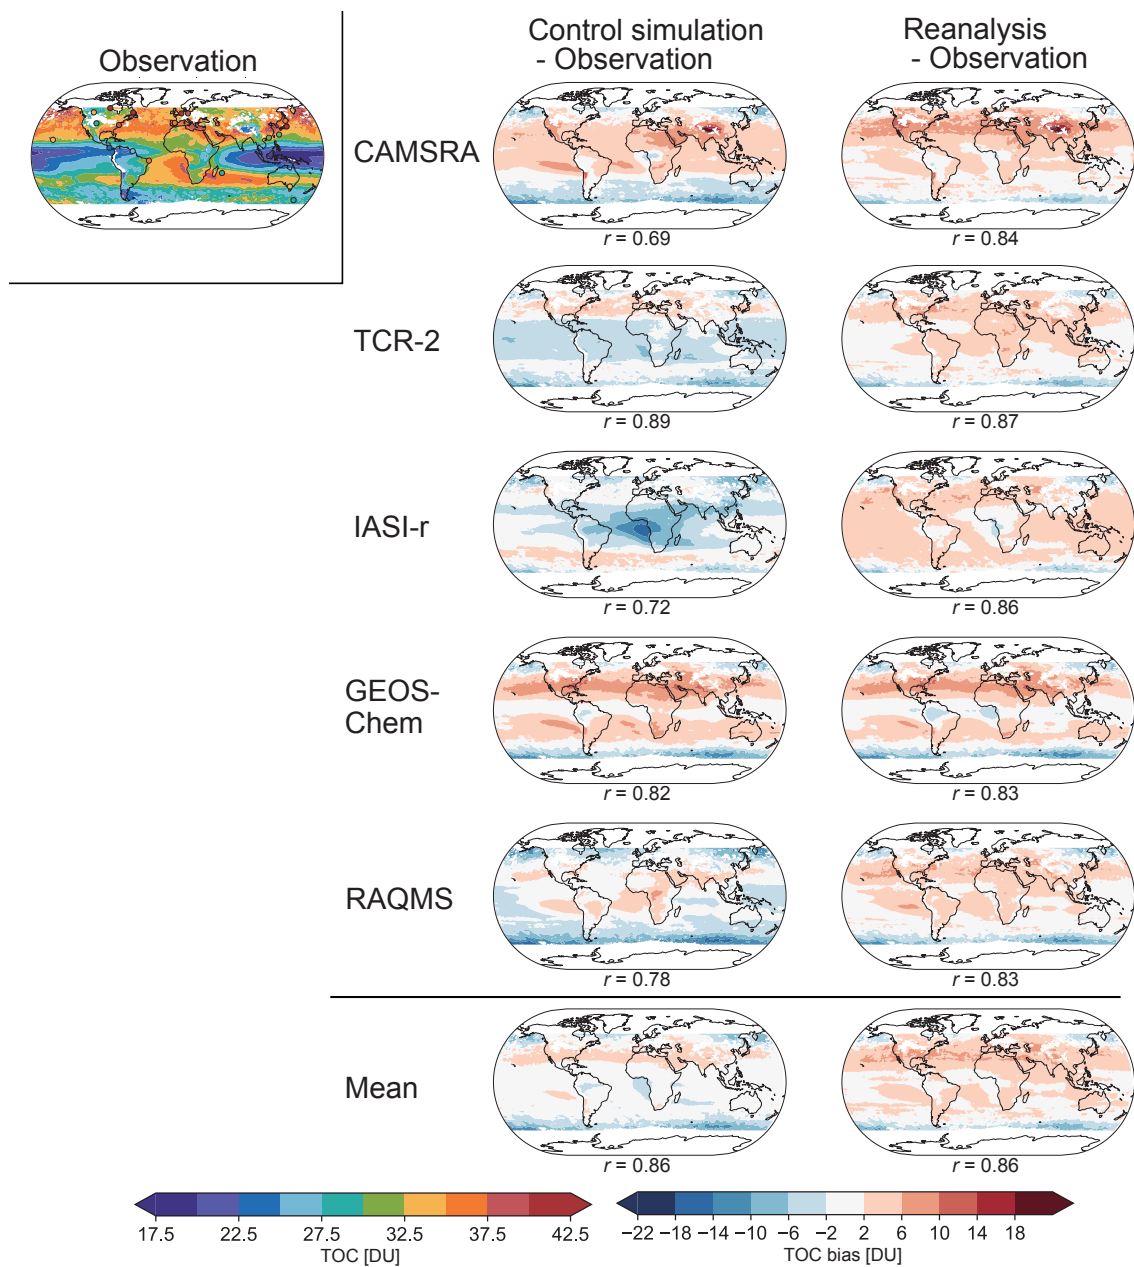 Observation
Control simulation
- Observation
Reanalysis
- Observation
CAMSRA
r = 0.69
r = 0.84
TCR-2
r = 0.89
r = 0.87
IASI-r
r = 0.72
r = 0.86
GEOS-
Chem
r = 0.82
r = 0.83
RAQMS
r = 0.78
r = 0.83
Mean
r = 0.86
r = 0.86
17.5 22.5 27.5 32.5 37.5 42.5
TOC [DU]
−22 −18 −14 −10 −6 −2 2 6 10 14 18
TOC bias [DU]